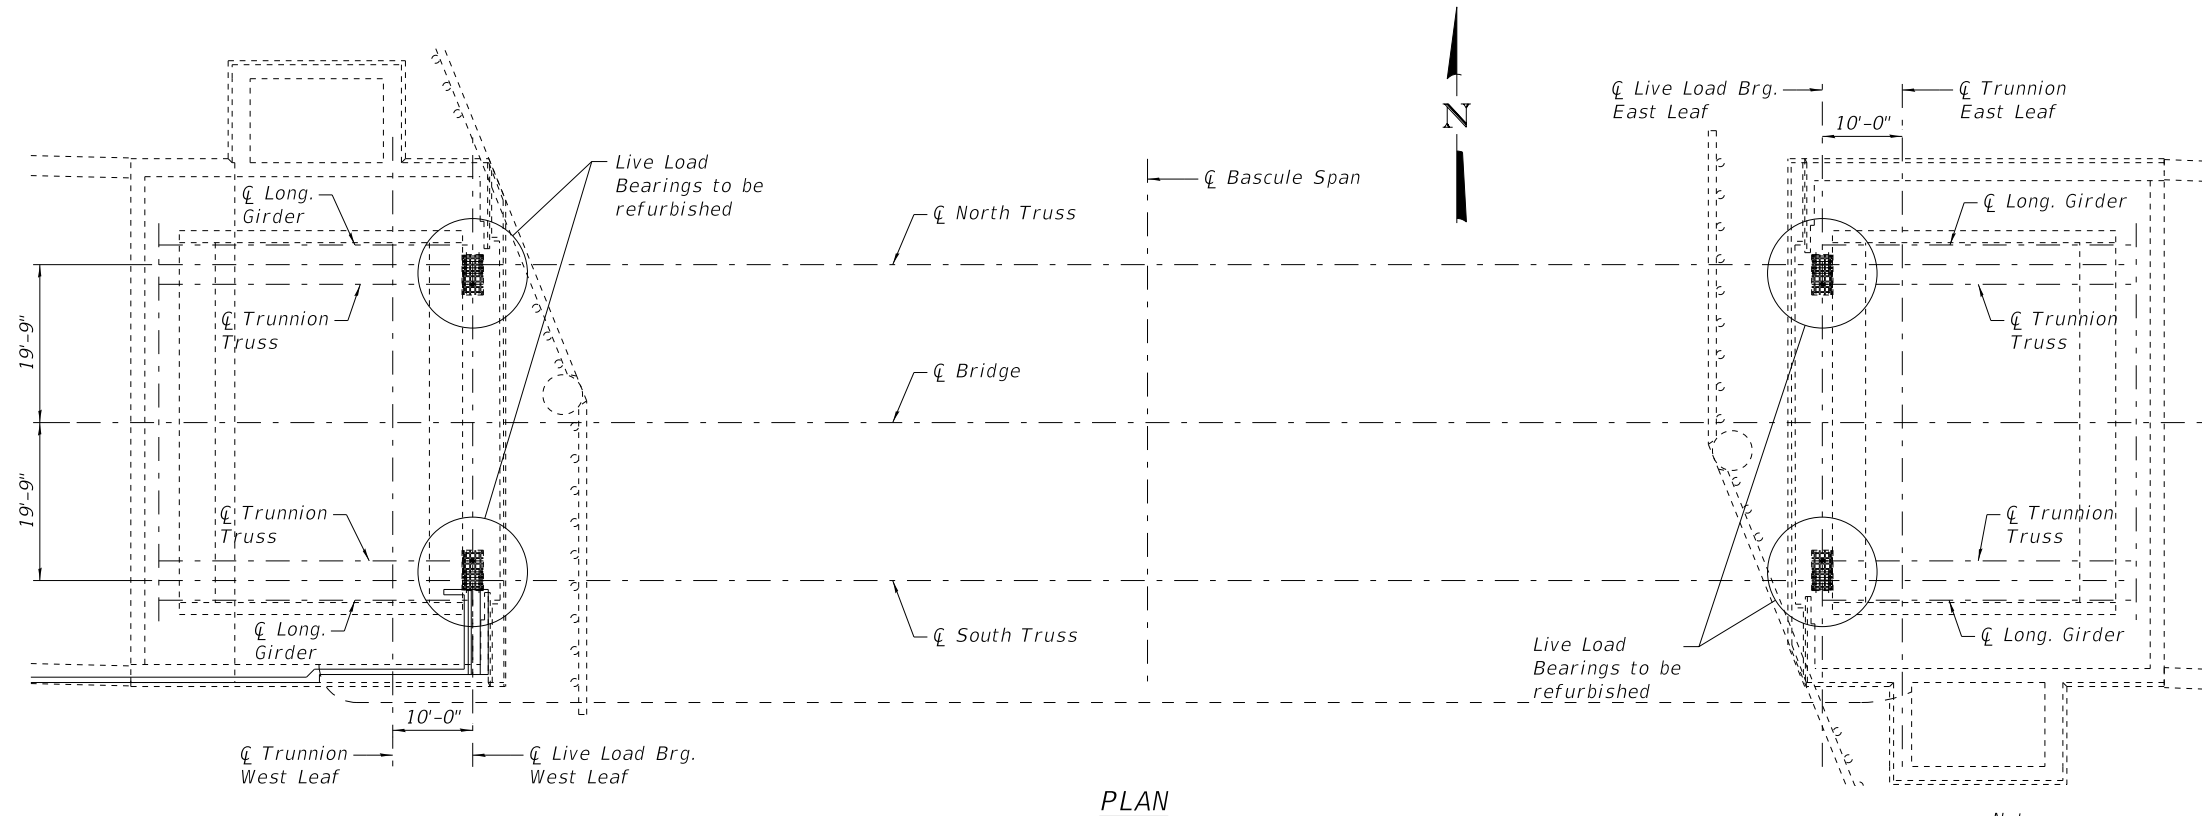 N
℄ Live Load Brg.
East Leaf
℄ Trunnion
East Leaf
10'-0"
Live Load
Bearings to be
refurbished
℄ Bascule Span
℄ Long.
Girder
℄ North Truss
℄ Long. Girder
℄ Trunnion
Truss
℄ Trunnion
Truss
19'-9"
℄ Bridge
19'-9"
℄ Trunnion
Truss
℄ Trunnion
Truss
℄ Long.
Girder
℄ South Truss
℄ Long. Girder
Live Load
Bearings to be
refurbished
10'-0"
℄ Trunnion
West Leaf
℄ Live Load Brg.
West Leaf
PLAN